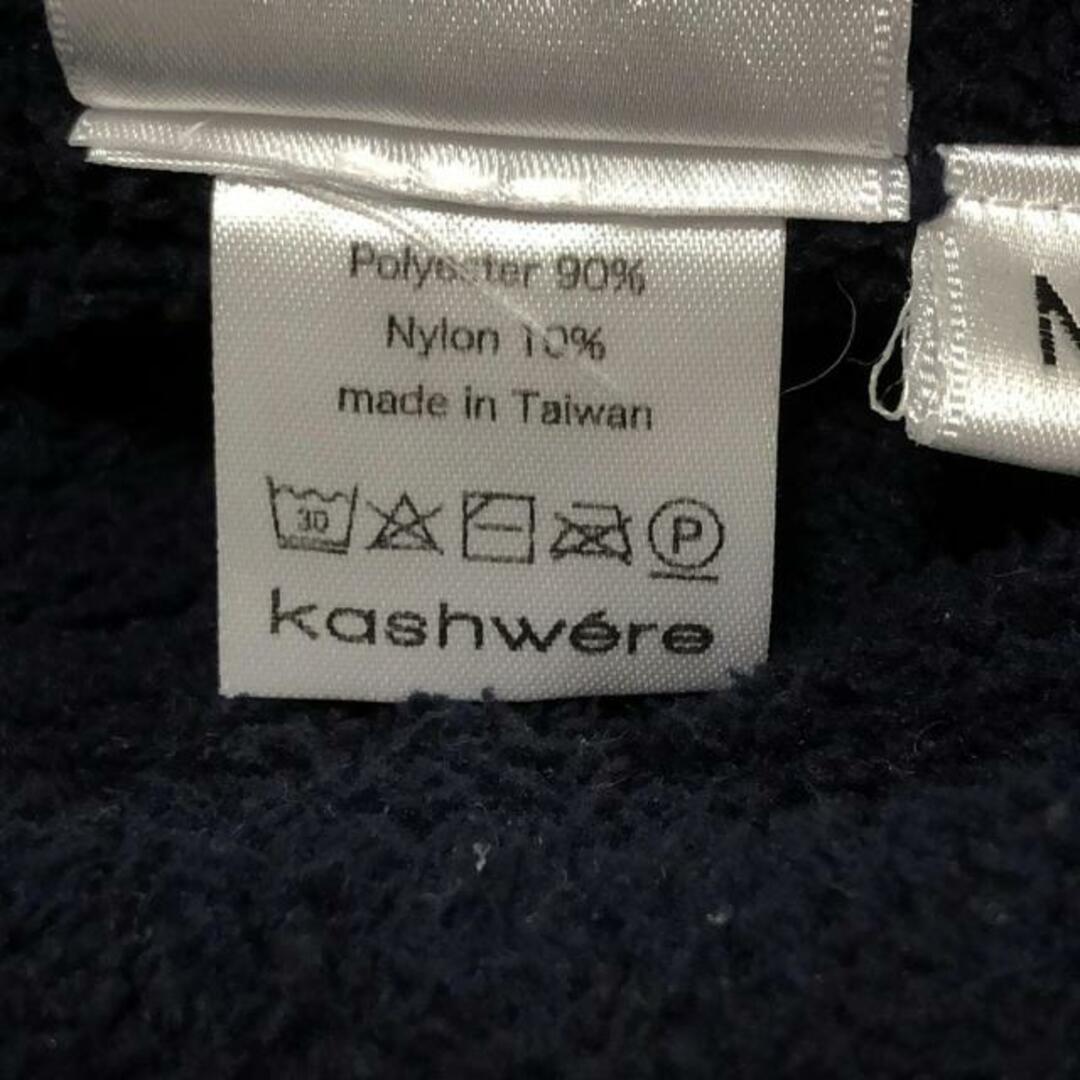 Polyester 90%
Nylon 10%
made in Taiwan
30
P
kashwére